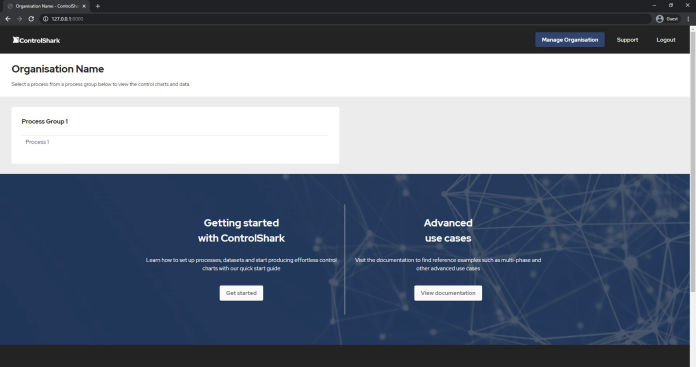 Organisation Name - ControlSha
127.0.0.1:8000
Guest
ControlShark
Manage Organisation
Support
Logout
Organisation Name
Select a process from a process group below to view the control charts and data.
Process Group 1
Process 1
Getting started
with ControlShark
Learn how to set up processes, datasets and start producing effortless control
charts with our quick start guide
Get started
Advanced
use cases
Visit the documentation to find reference examples such as multi-phase and
other advanced use cases
View documentation